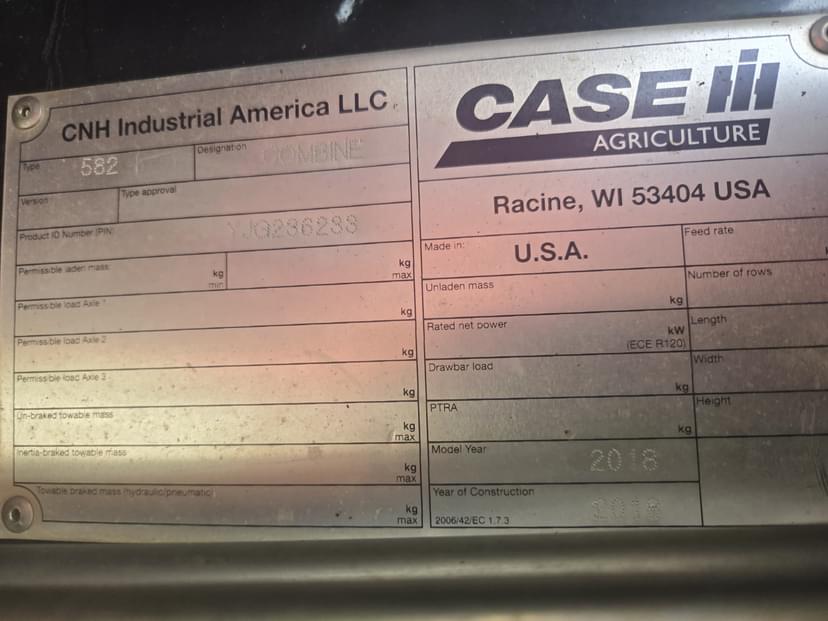 CNH Industrial America LLC
Type
582
Designation
COMBINE
Version
Type approval
Product ID Number (PIN)
YJG236233
Permissible laden mass
kg
min
kg
max
Permissible load Axle 1
kg
Permissible load Axle 2
kg
Permissible load Axle 3
kg
Un-braked towable mass
kg
max
Inertia-braked towable mass
kg
max
Towable braked mass (hydraulic/pneumatic)
kg
max
CASE IH
AGRICULTURE
Racine, WI 53404 USA
Made in:
U.S.A.
Feed rate
Unladen mass
kg
Number of rows
Rated net power
kW
(ECE R120)
Length
Drawbar load
kg
Width
PTRA
kg
Height
Model Year
2018
Year of Construction
2018
2006/42/EC 1.7.3